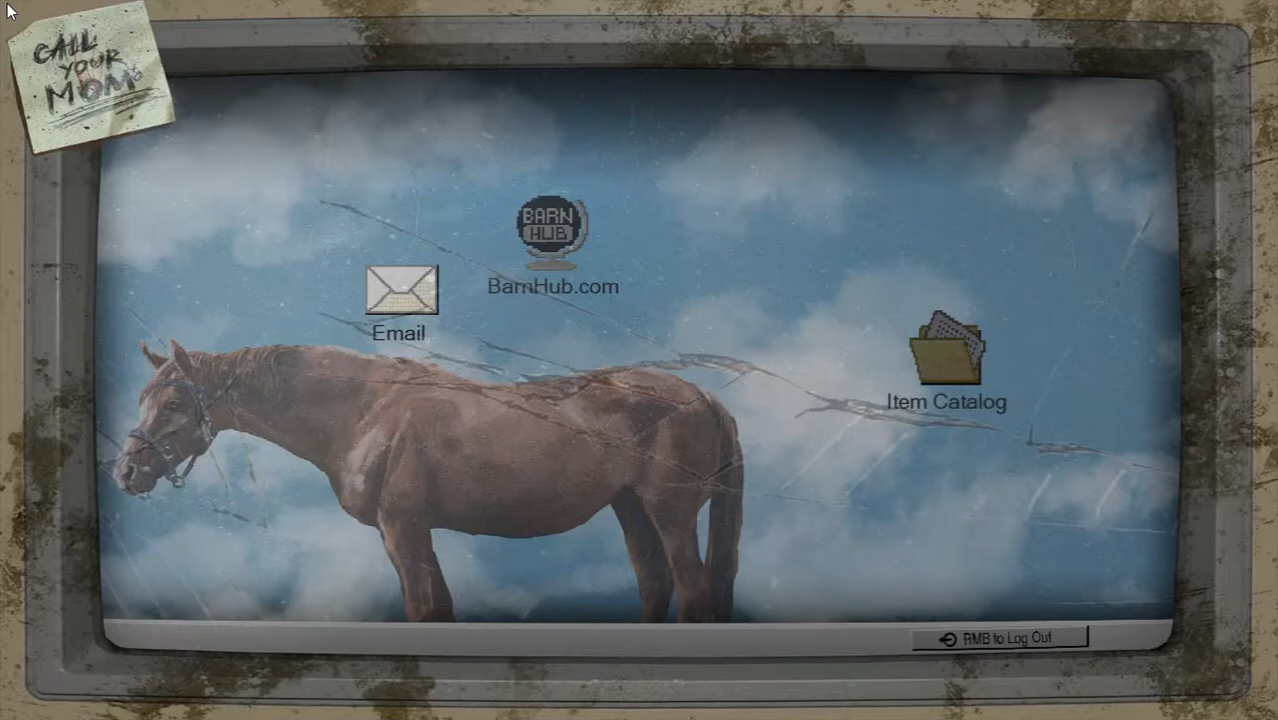 CALL
YOUR
MOM
BARN
HUB
BarnHub.com
Email
Item Catalog
RMB to Log Out